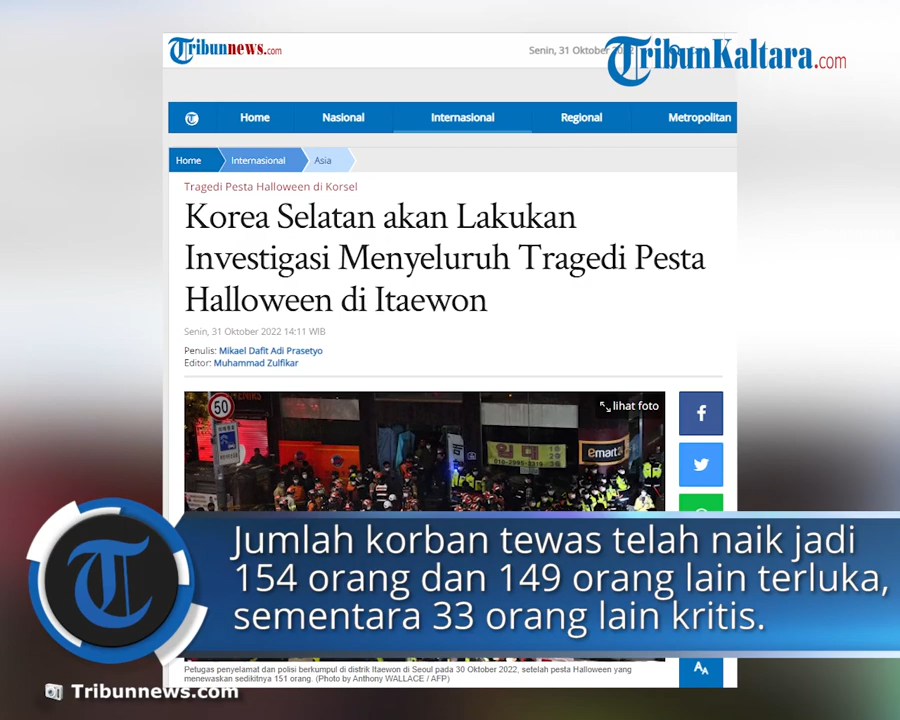 Tribunnews.com
Senin, 31 Oktober
TribunKaltara.com
Home Nasional Internasional Regional Metropolitan
Home Internasional Asia
Tragedi Pesta Halloween di Korsel
Korea Selatan akan Lakukan
Investigasi Menyeluruh Tragedi Pesta
Halloween di Itaewon
Senin, 31 Oktober 2022 14:11 WIB
Penulis: Mikael Dafit Adi Prasetyo
Editor: Muhammad Zulfikar
lihat foto
50
임대
emart24
Jumlah korban tewas telah naik jadi
154 orang dan 149 orang lain terluka,
sementara 33 orang lain kritis.
Petugas penyelamat dan polisi berkumpul di distrik Itaewon di Seoul pada 30 Oktober 2022, setelah pesta Halloween yang
menewaskan sedikitnya 151 orang. (Photo by Anthony WALLACE / AFP)
Tribunnews.com